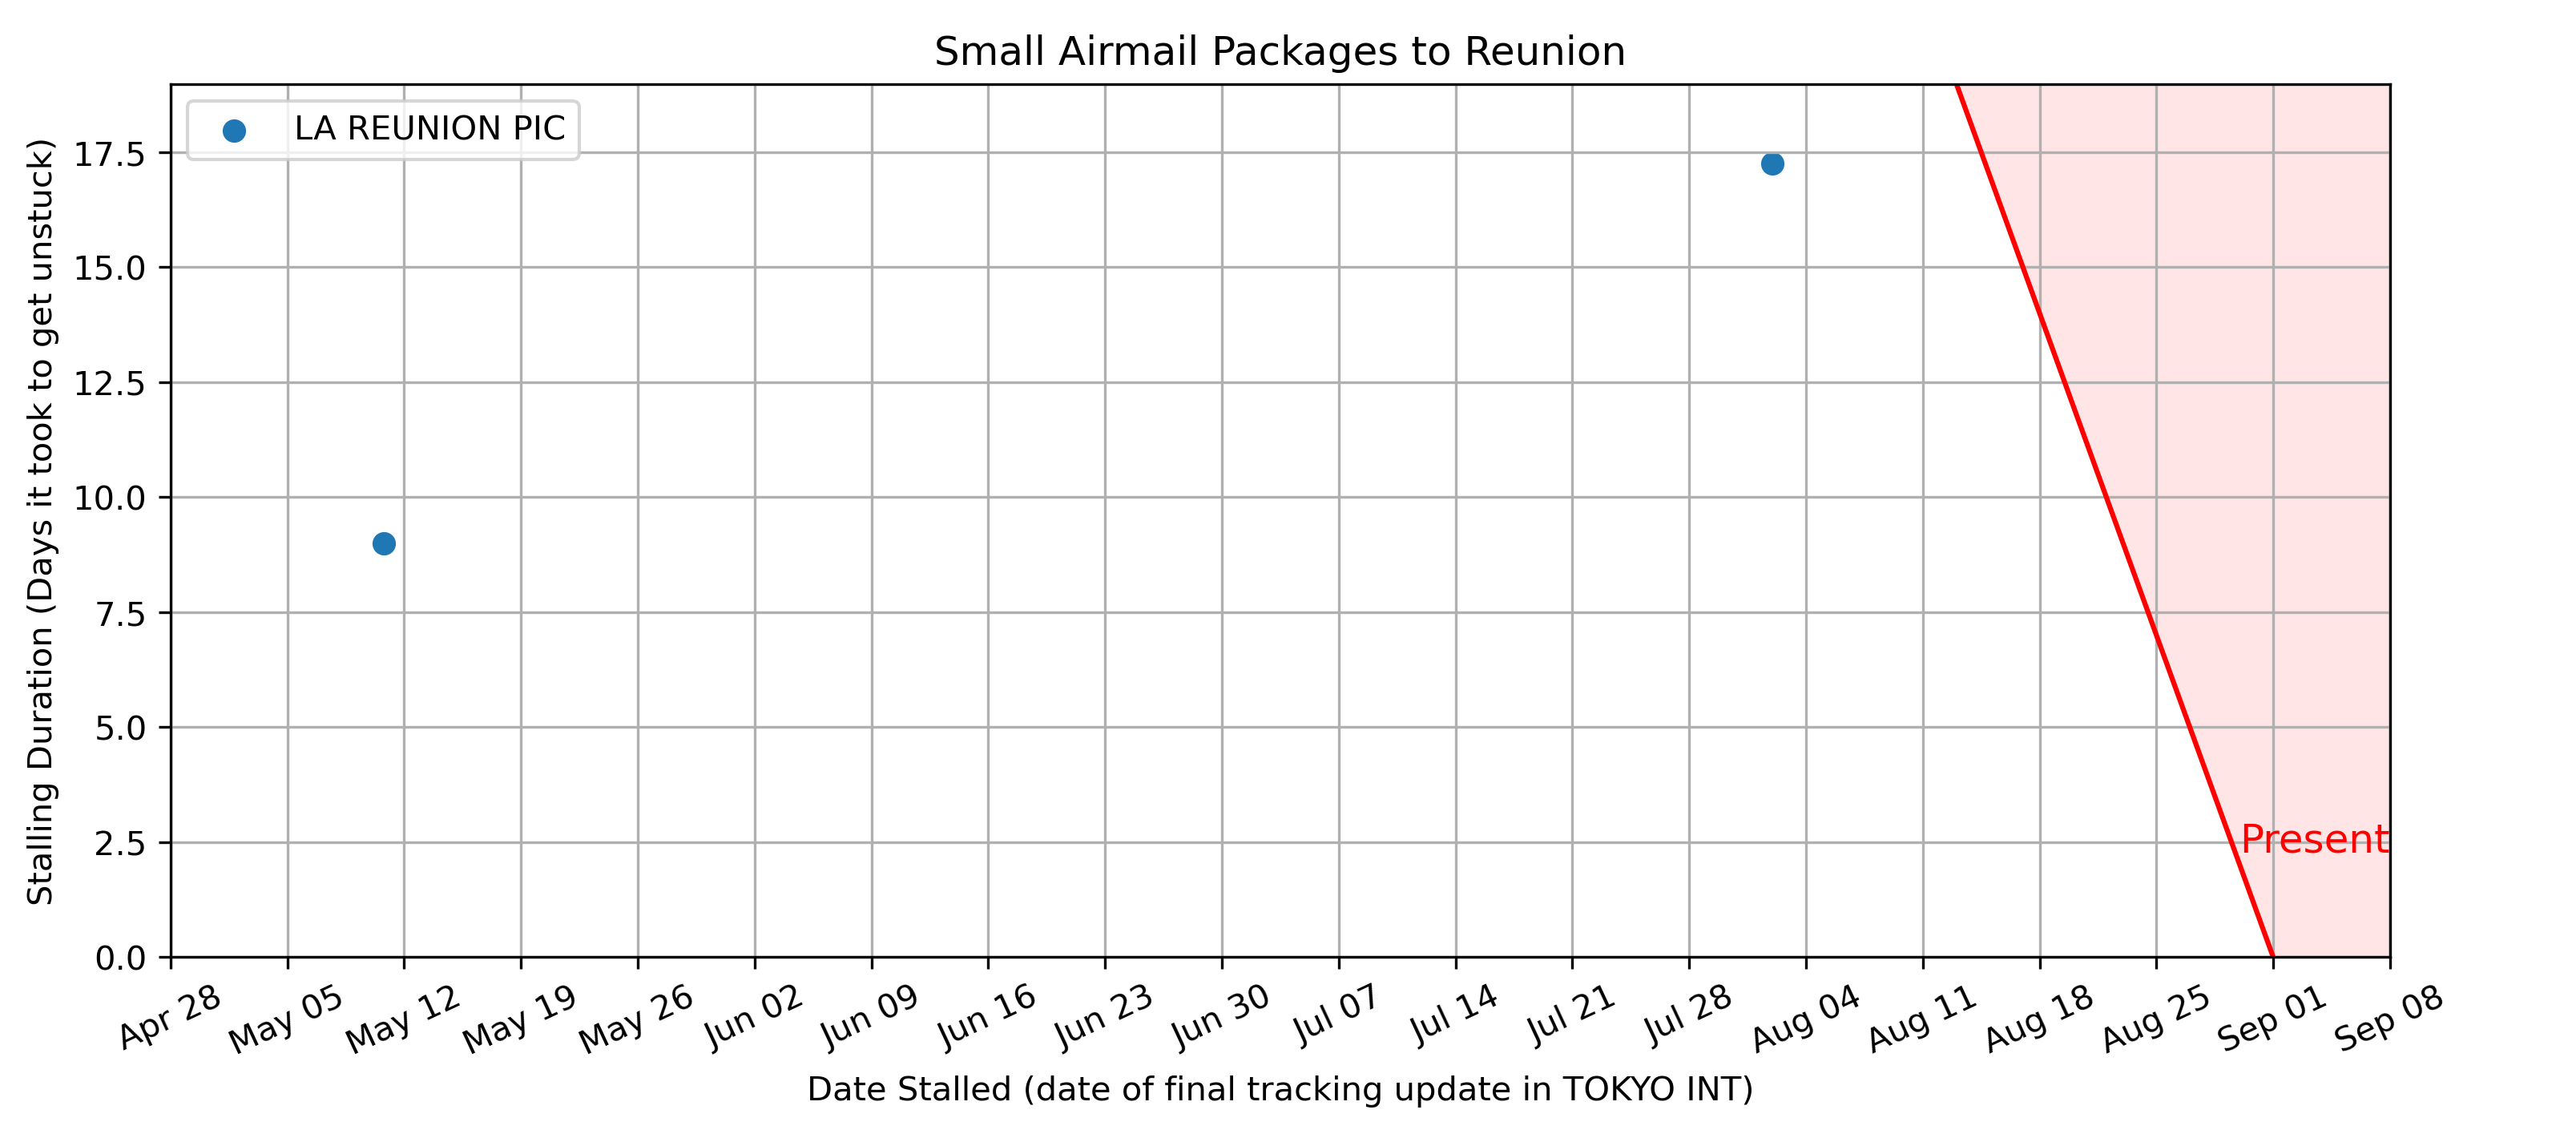 Small Airmail Packages to Reunion
LA REUNION PIC
Stalling Duration (Days it took to get unstuck)
17.5
15.0
12.5
10.0
7.5
5.0
2.5
0.0
Present
Apr 28
May 05
May 12
May 19
May 26
Jun 02
Jun 09
Jun 16
Jun 23
Jun 30
Jul 07
Jul 14
Jul 21
Jul 28
Aug 04
Aug 11
Aug 18
Aug 25
Sep 01
Sep 08
Date Stalled (date of final tracking update in TOKYO INT)